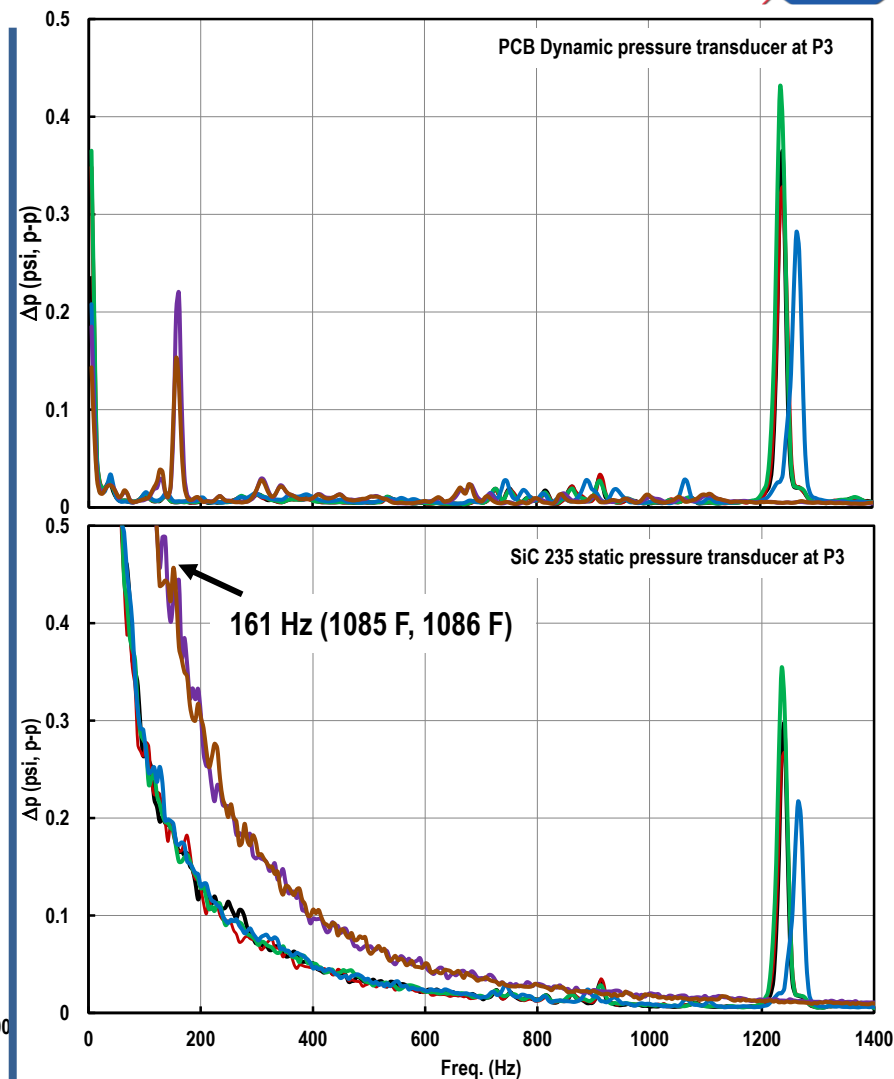 0.5
PCB Dynamic pressure transducer at P3
0.4
0.3
Δp (psi, p-p)
0.2
0.1
0
0.5
SiC 235 static pressure transducer at P3
0.4
161 Hz (1085 F, 1086 F)
0.3
Δp (psi, p-p)
0.2
0.1
0
0 200 400 600 800 1000 1200 1400
Freq. (Hz)